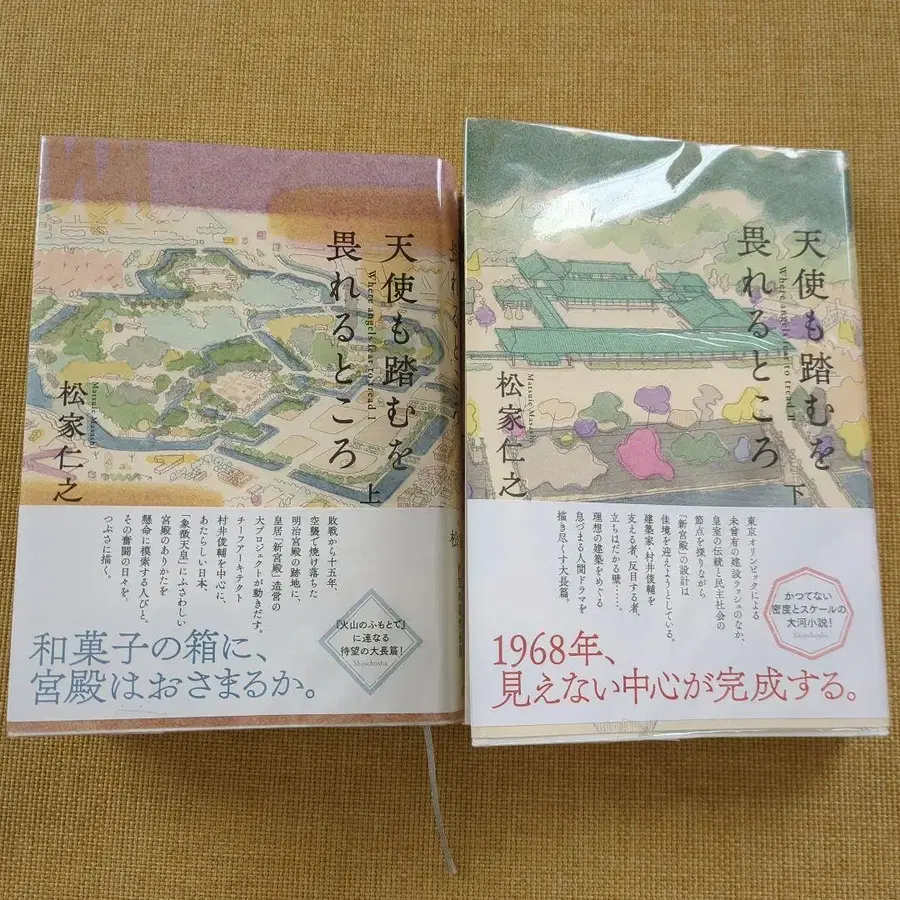 天使も踏むを
畏れるところ
上
Where angels fear to tread I
松家仁之
Matsuie Masashi
敗戦から十五年、
空襲で焼け落ちた
明治宮殿の跡地に、
皇居「新宮殿」造営の
大プロジェクトが動きだす。
チーフアーキテクト
村井俊輔を中心に、
あたらしい日本、
「象徴天皇」にふさわしい
宮殿のありかたを
懸命に模索する人びと。
その奮闘の日々を、
つぶさに描く。
『火山のふもとで』
に連なる
待望の大長篇!
Shinchosha
和菓子の箱に、
宮殿はおさまるか。
松
天使も踏むを
畏れるところ
下
Where angels fear to tread II
松家仁之
Matsuie Masashi
東京オリンピックによる
未曾有の建設ラッシュのなか、
皇室の伝統と民主社会の
節点を探りながら
「新宮殿」の設計は
佳境を迎えようとしている。
建築家・村井俊輔を
支える者、反目する者、
立ちはだかる壁……。
理想の建築をめぐる
息づまる人間ドラマを
描き尽くす大長篇。
かつてない
密度とスケールの
大河小説!
Shinchosha
1968年、
見えない中心が完成する。